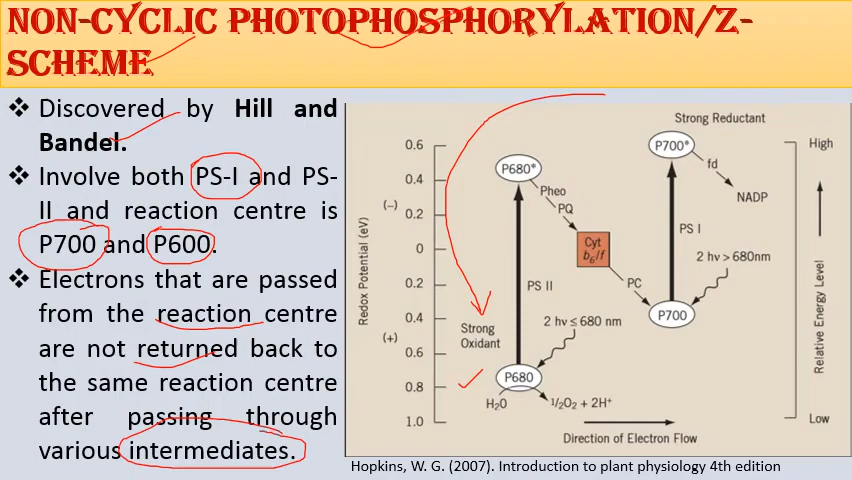 NON-CYCLIC PHOTOPHOSPHORYLATION/Z-
SCHEME
❖ Discovered by Hill and
Bandel.
❖ Involve both PS-I and PS-
II and reaction centre is
P700 and P600.
❖ Electrons that are passed
from the reaction centre
are not returned back to
the same reaction centre
after passing through
various intermediates.
Strong Reductant
0.6
P700*
High
0.4
P680*
fd
(–)
Pheo
NADP
0.2
PQ
Redox Potential (eV)
0
Cyt
b6/f
PS I
2 hv > 680nm
Relative Energy Level
0.2
PS II
PC
0.4
P700
(+)
Strong
Oxidant
2 hv ≤ 680 nm
0.6
0.8
P680
H2O
1/2O2 + 2H+
1.0
Low
Direction of Electron Flow
Hopkins, W. G. (2007). Introduction to plant physiology 4th edition